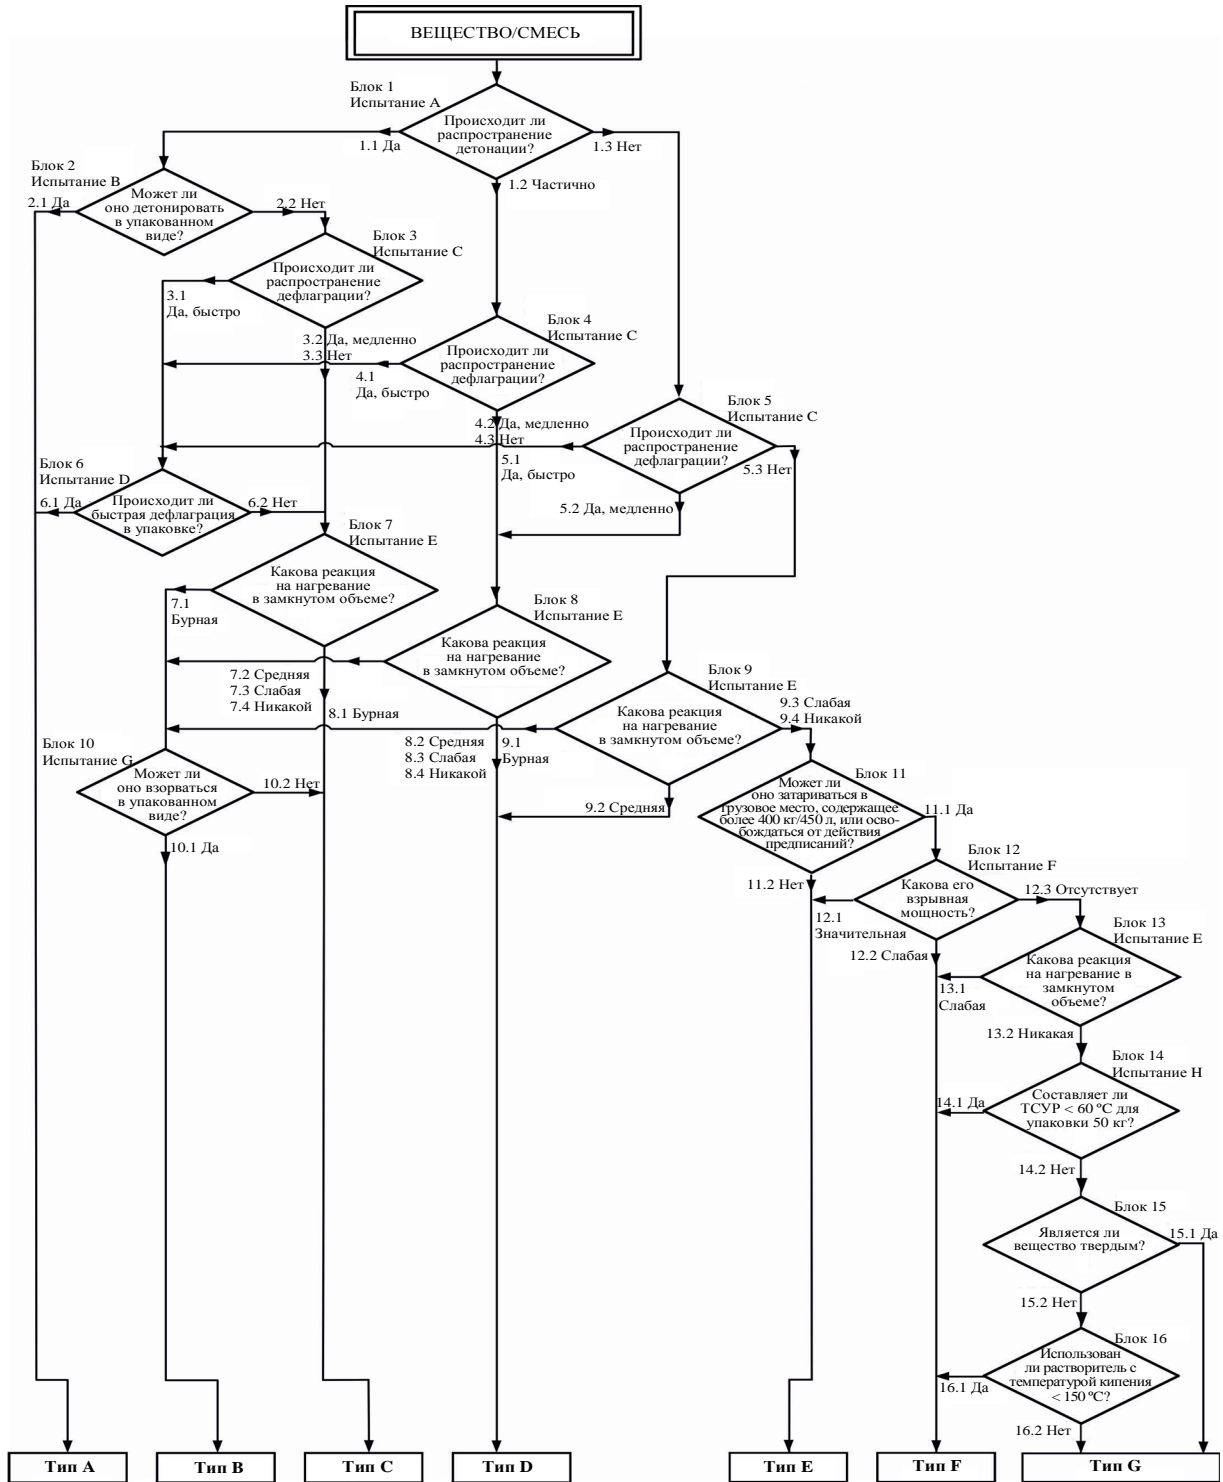 ВЕЩЕСТВО/СМЕСЬ
Блок 1
Испытание A
Происходит ли
распространение
детонации?
1.1 Да
1.3 Нет
1.2 Частично
Блок 2
Испытание B
2.1 Да
Может ли
оно детонировать
в упакованном
виде?
2.2 Нет
Блок 3
Испытание C
Происходит ли
распространение
дефлаграции?
3.1
Да, быстро
3.2 Да, медленно
3.3 Нет
Блок 4
Испытание C
Происходит ли
распространение
дефлаграции?
4.1
Да, быстро
4.2 Да, медленно
4.3 Нет
Блок 5
Испытание C
Происходит ли
распространение
дефлаграции?
5.1
Да, быстро
5.3 Нет
5.2 Да, медленно
Блок 6
Испытание D
6.1 Да
Происходит ли
быстрая дефлаграция
в упаковке?
6.2 Нет
Блок 7
Испытание E
Какова реакция
на нагревание
в замкнутом объеме?
7.1
Бурная
7.2 Средняя
7.3 Слабая
7.4 Никакой
Блок 8
Испытание E
Какова реакция
на нагревание
в замкнутом объеме?
8.1 Бурная
8.2 Средняя
8.3 Слабая
8.4 Никакой
Блок 9
Испытание E
Какова реакция
на нагревание
в замкнутом объеме?
9.3 Слабая
9.4 Никакой
9.1
Бурная
9.2 Средняя
Блок 10
Испытание G
Может ли
оно взорваться
в упакованном
виде?
10.2 Нет
10.1 Да
Блок 11
Может ли
оно затариваться в
грузовое место, содержащее
более 400 кг/450 л, или осво-
бождаться от действия
предписаний?
11.1 Да
11.2 Нет
Блок 12
Испытание F
Какова его
взрывная
мощность?
12.3 Отсутствует
12.1
Значительная
12.2 Слабая
Блок 13
Испытание E
Какова реакция
на нагревание в
замкнутом
объеме?
13.1
Слабая
13.2 Никакая
Блок 14
Испытание H
Составляет ли
ТСУР < 60 ºC для
упаковки 50 кг?
14.1 Да
14.2 Нет
Блок 15
Является ли
вещество твердым?
15.1 Да
15.2 Нет
Блок 16
Использован
ли растворитель с
температурой кипения
< 150 ºC?
16.1 Да
16.2 Нет
Тип A
Тип B
Тип C
Тип D
Тип E
Тип F
Тип G